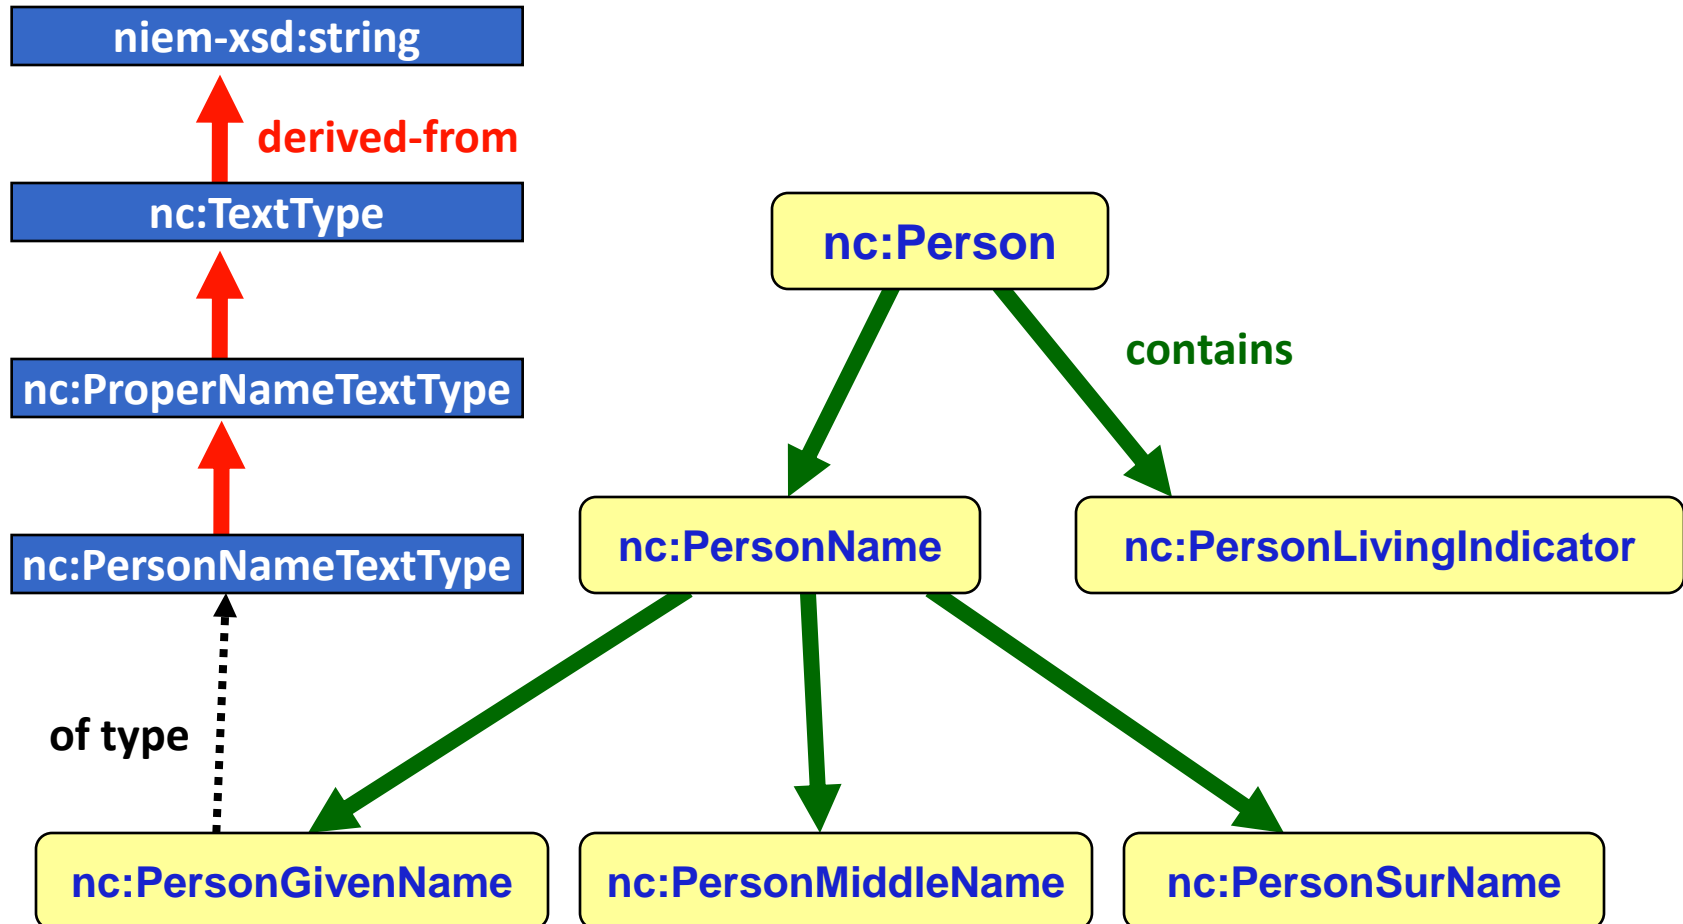 niem-xsd:string
derived-from
nc:TextType
nc:Person
contains
nc:ProperNameTextType
nc:PersonName
nc:PersonLivingIndicator
nc:PersonNameTextType
of type
nc:PersonGivenName
nc:PersonMiddleName
nc:PersonSurName